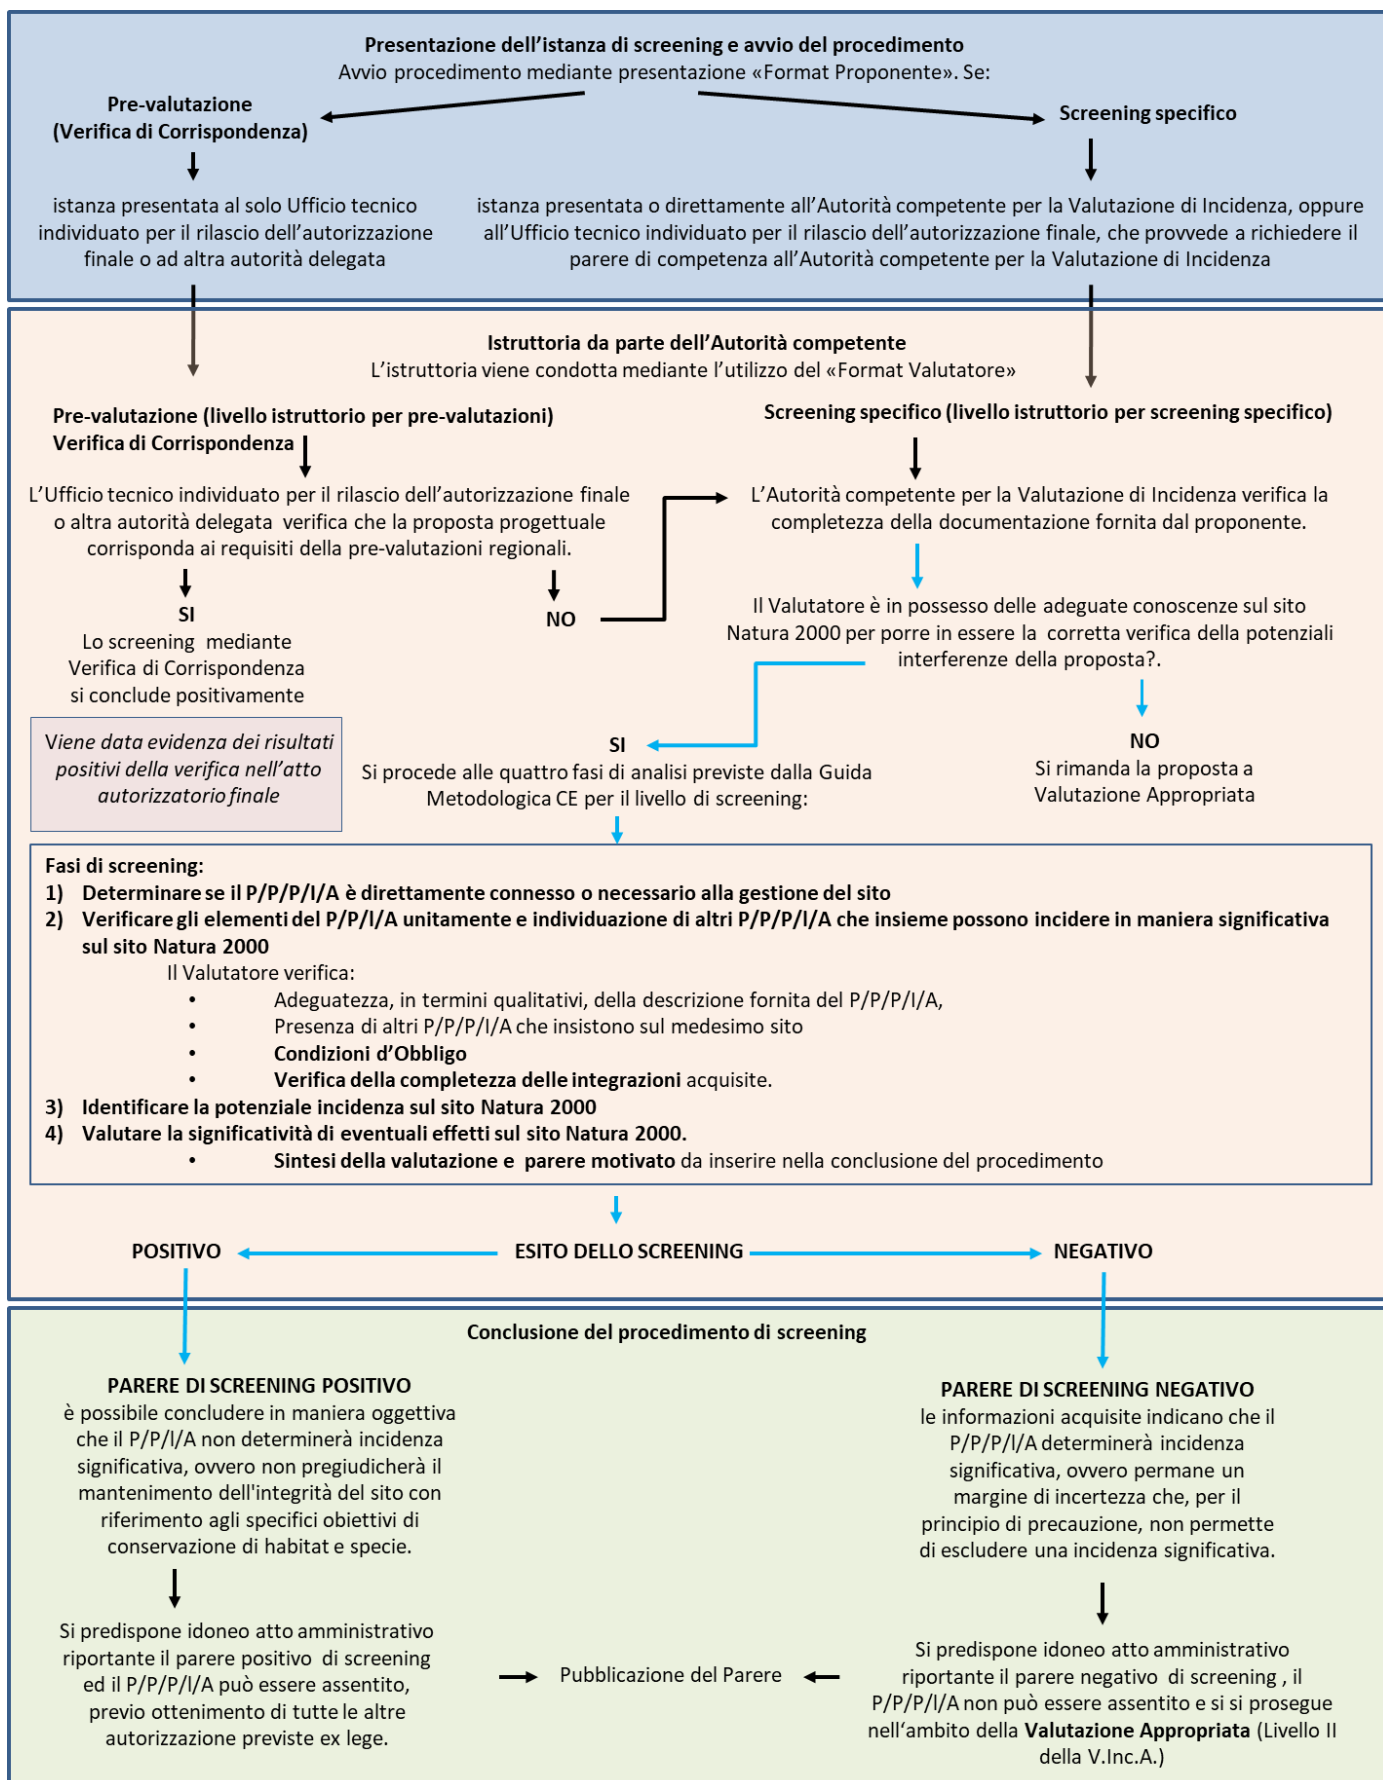 Presentazione dell'istanza di screening e avvio del procedimento
Avvio procedimento mediante presentazione «Format Proponente». Se:
Pre-valutazione
(Verifica di Corrispondenza)
Screening specifico
istanza presentata al solo Ufficio tecnico
individuato per il rilascio dell'autorizzazione
finale o ad altra autorità delegata
istanza presentata o direttamente all'Autorità competente per la Valutazione di Incidenza, oppure
all'Ufficio tecnico individuato per il rilascio dell'autorizzazione finale, che provvede a richiedere il
parere di competenza all'Autorità competente per la Valutazione di Incidenza
Istruttoria da parte dell'Autorità competente
L'istruttoria viene condotta mediante l'utilizzo del «Format Valutatore»
Pre-valutazione (livello istruttorio per pre-valutazioni)
Verifica di Corrispondenza
Screening specifico (livello istruttorio per screening specifico)
L'Ufficio tecnico individuato per il rilascio dell'autorizzazione finale
o altra autorità delegata verifica che la proposta progettuale
corrisponda ai requisiti della pre-valutazioni regionali.
L'Autorità competente per la Valutazione di Incidenza verifica la
completezza della documentazione fornita dal proponente.
SI
Lo screening mediante
Verifica di Corrispondenza
si conclude positivamente
NO
Il Valutatore è in possesso delle adeguate conoscenze sul sito
Natura 2000 per porre in essere la corretta verifica della potenziali
interferenze della proposta?.
Viene data evidenza dei risultati
positivi della verifica nell'atto
autorizzatorio finale
SI
Si procede alle quattro fasi di analisi previste dalla Guida
Metodologica CE per il livello di screening:
NO
Si rimanda la proposta a
Valutazione Appropriata
Fasi di screening:
1) Determinare se il P/P/P/I/A è direttamente connesso o necessario alla gestione del sito
2) Verificare gli elementi del P/P/I/A unitamente e individuazione di altri P/P/P/I/A che insieme possono incidere in maniera significativa
sul sito Natura 2000
Il Valutatore verifica:
• Adeguatezza, in termini qualitativi, della descrizione fornita del P/P/P/I/A,
• Presenza di altri P/P/P/I/A che insistono sul medesimo sito
• Condizioni d'Obbligo
• Verifica della completezza delle integrazioni acquisite.
3) Identificare la potenziale incidenza sul sito Natura 2000
4) Valutare la significatività di eventuali effetti sul sito Natura 2000.
• Sintesi della valutazione e parere motivato da inserire nella conclusione del procedimento
POSITIVO
ESITO DELLO SCREENING
NEGATIVO
Conclusione del procedimento di screening
PARERE DI SCREENING POSITIVO
è possibile concludere in maniera oggettiva
che il P/P/I/A non determinerà incidenza
significativa, ovvero non pregiudicherà il
mantenimento dell'integrità del sito con
riferimento agli specifici obiettivi di
conservazione di habitat e specie.
PARERE DI SCREENING NEGATIVO
le informazioni acquisite indicano che il
P/P/P/I/A determinerà incidenza
significativa, ovvero permane un
margine di incertezza che, per il
principio di precauzione, non permette
di escludere una incidenza significativa.
Si predispone idoneo atto amministrativo
riportante il parere positivo di screening
ed il P/P/P/I/A può essere assentito,
previo ottenimento di tutte le altre
autorizzazione previste ex lege.
Pubblicazione del Parere
Si predispone idoneo atto amministrativo
riportante il parere negativo di screening , il
P/P/P/I/A non può essere assentito e si si prosegue
nell'ambito della Valutazione Appropriata (Livello II
della V.Inc.A.)